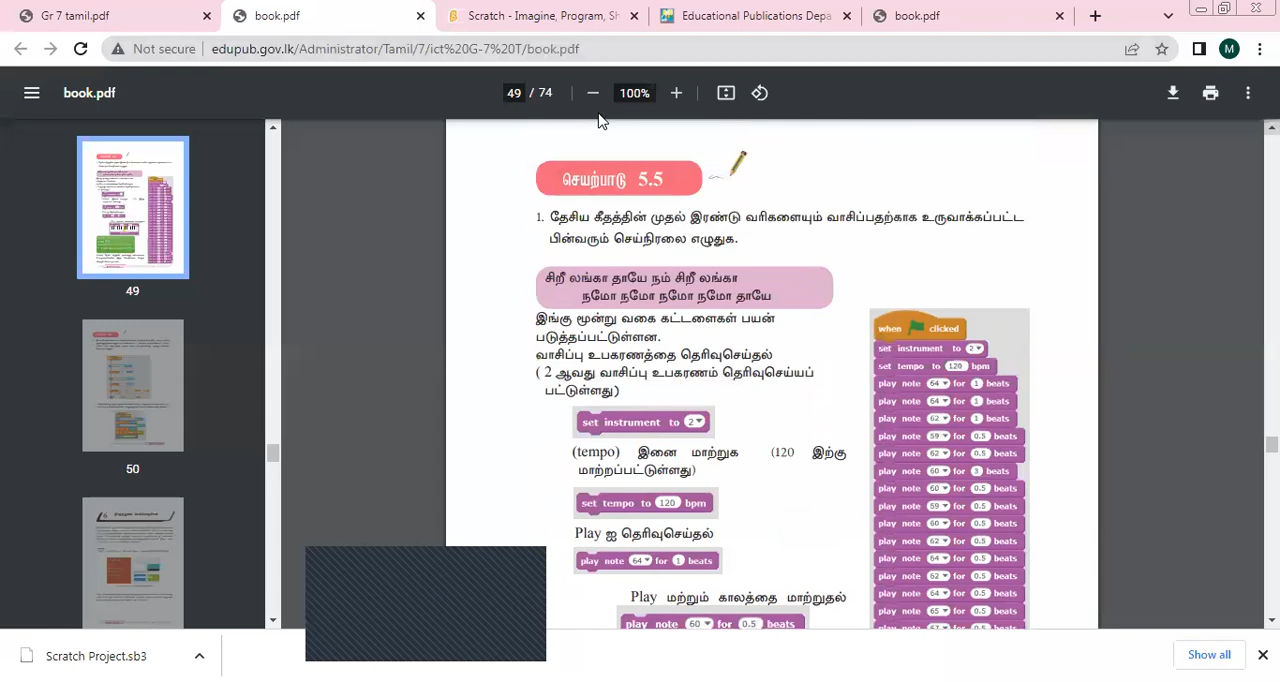 Gr 7 tamil.pdf
book.pdf
Scratch - Imagine, Program, Sh
Educational Publications Depa
book.pdf
Not secure
edupub.gov.lk/Administrator/Tamil/7/ict%20G-7%20T/book.pdf
M
book.pdf
49 / 74
100%
49
50
செயற்பாடு 5.5
1. தேசிய கீதத்தின் முதல் இரண்டு வரிகளையும் வாசிப்பதற்காக உருவாக்கப்பட்ட
பின்வரும் செய்நிரலை எழுதுக.
சிறீ லங்கா தாயே நம் சிறீ லங்கா
நமோ நமோ நமோ நமோ தாயே
இங்கு மூன்று வகை கட்டளைகள் பயன்
படுத்தப்பட்டுள்ளன.
வாசிப்பு உபகரணத்தை தெரிவுசெய்தல்
( 2 ஆவது வாசிப்பு உபகரணம் தெரிவுசெய்யப்
பட்டுள்ளது)
set instrument to 2
(tempo) இனை மாற்றுக (120 இற்கு
மாற்றப்பட்டுள்ளது)
set tempo to 120 bpm
Play ஐ தெரிவுசெய்தல்
play note 64 for 1 beats
Play மற்றும் காலத்தை மாற்றுதல்
play note 60 for 0.5 beats
when clicked
set instrument to 2
set tempo to 120 bpm
play note 64 for 1 beats
play note 64 for 1 beats
play note 62 for 1 beats
play note 59 for 0.5 beats
play note 62 for 0.5 beats
play note 60 for 3 beats
play note 60 for 0.5 beats
play note 59 for 0.5 beats
play note 60 for 0.5 beats
play note 62 for 0.5 beats
play note 64 for 0.5 beats
play note 62 for 0.5 beats
play note 64 for 0.5 beats
play note 65 for 0.5 beats
Scratch Project.sb3
Show all